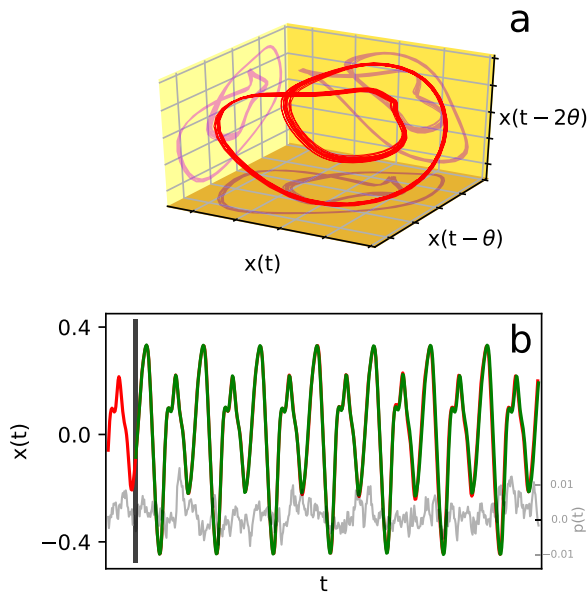 a
x(t − 2θ)
x(t − θ)
x(t)
b
0.4
0.0
−0.4
x(t)
0.01
0.0
−0.01
p(t)
t